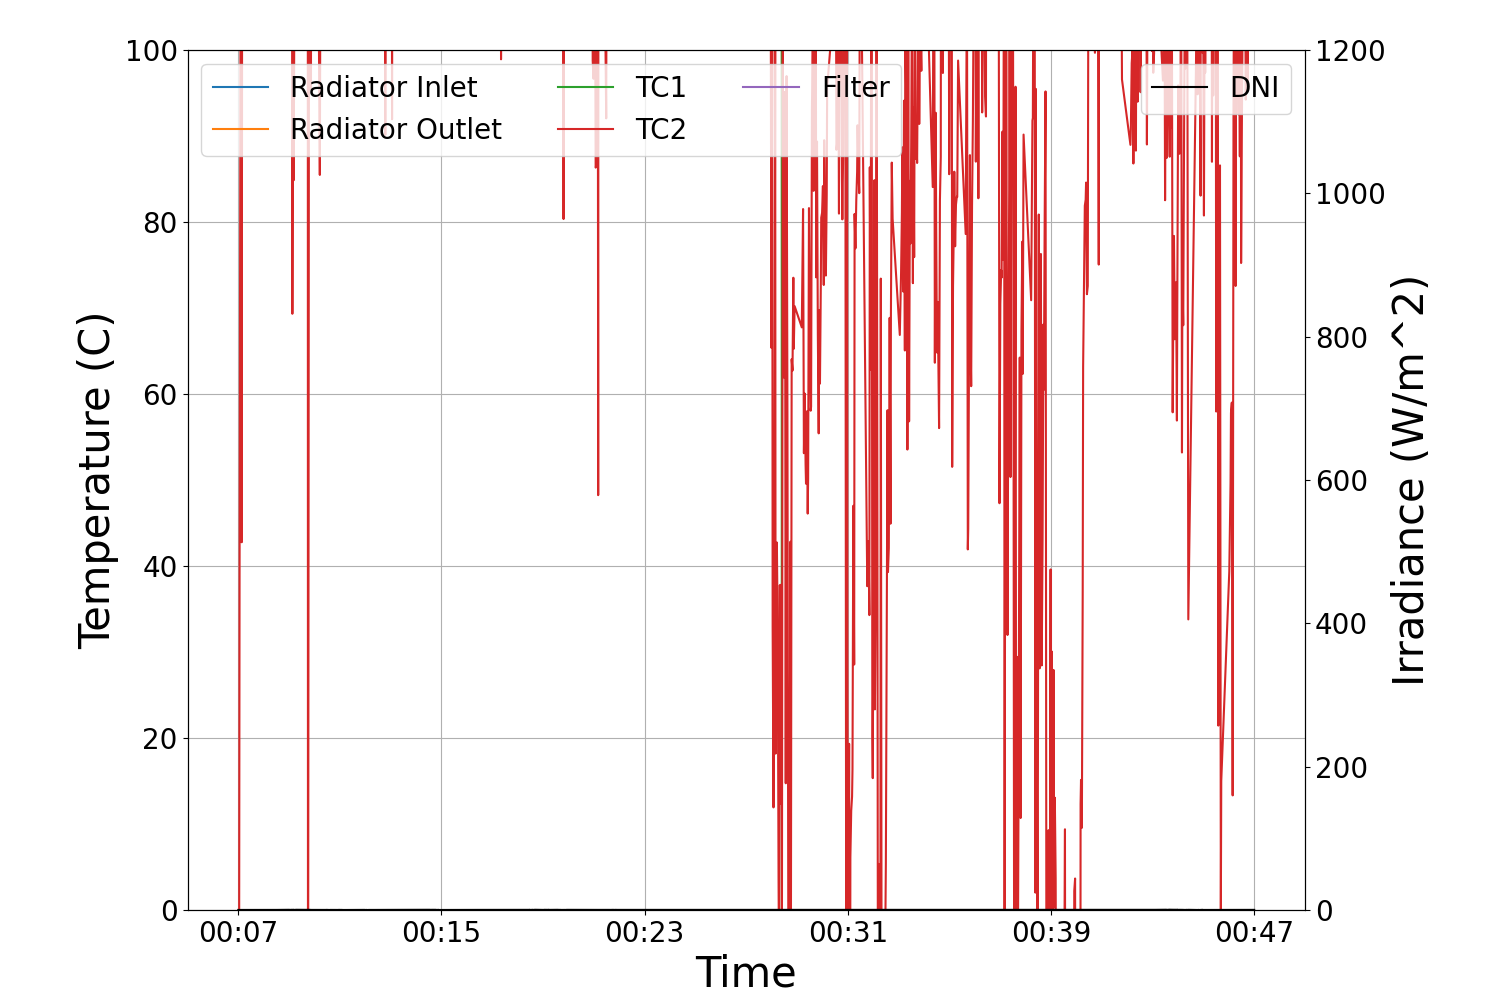 Radiator Inlet
Radiator Outlet
TC1
TC2
Filter
DNI
100
80
60
40
20
0
Temperature (C)
1200
1000
800
600
400
200
0
Irradiance (W/m^2)
00:07 00:15 00:23 00:31 00:39 00:47
Time